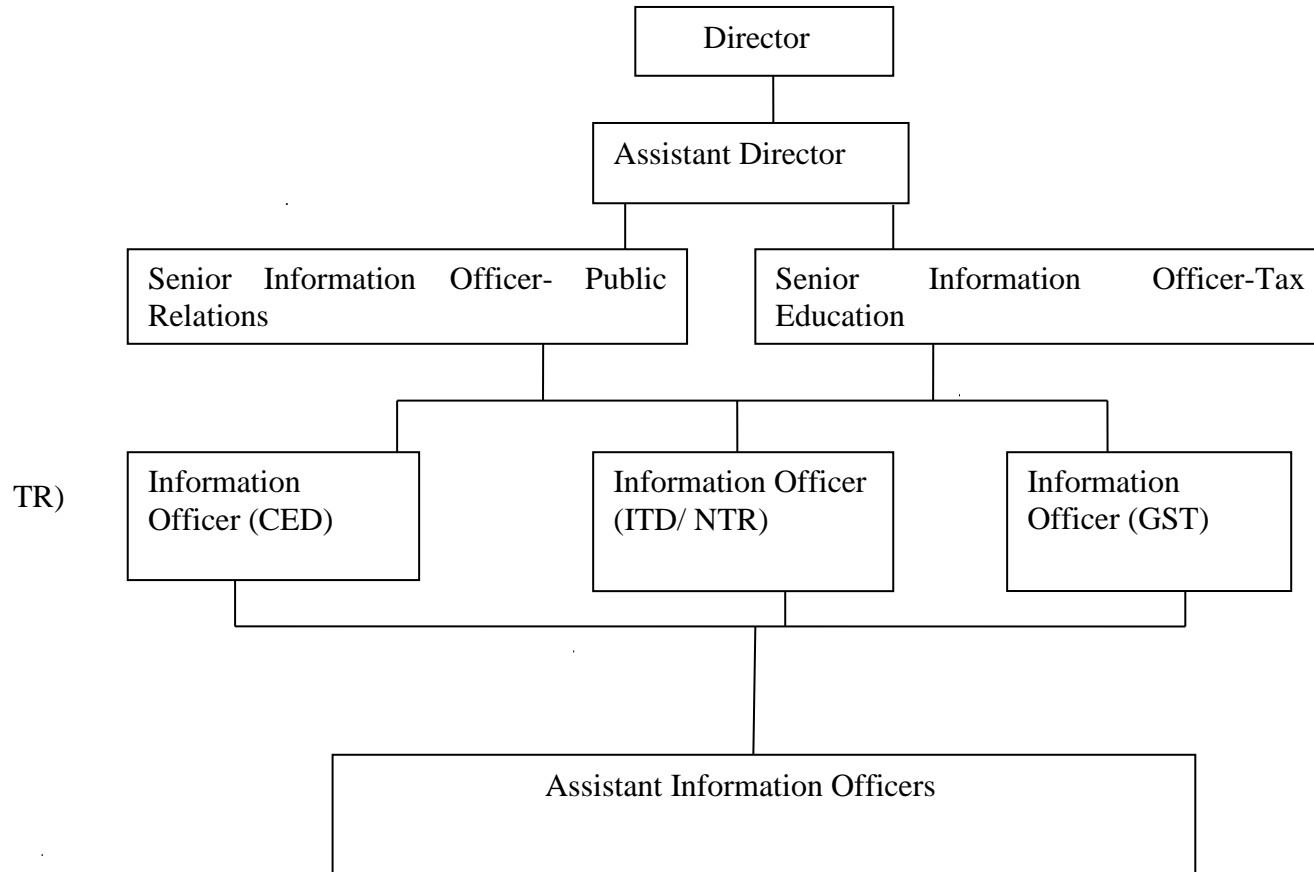 Director
Assistant Director
Senior Information Officer- Public
Relations
Senior Information Officer-Tax
Education
TR)
Information
Officer (CED)
Information Officer
(ITD/ NTR)
Information
Officer (GST)
Assistant Information Officers